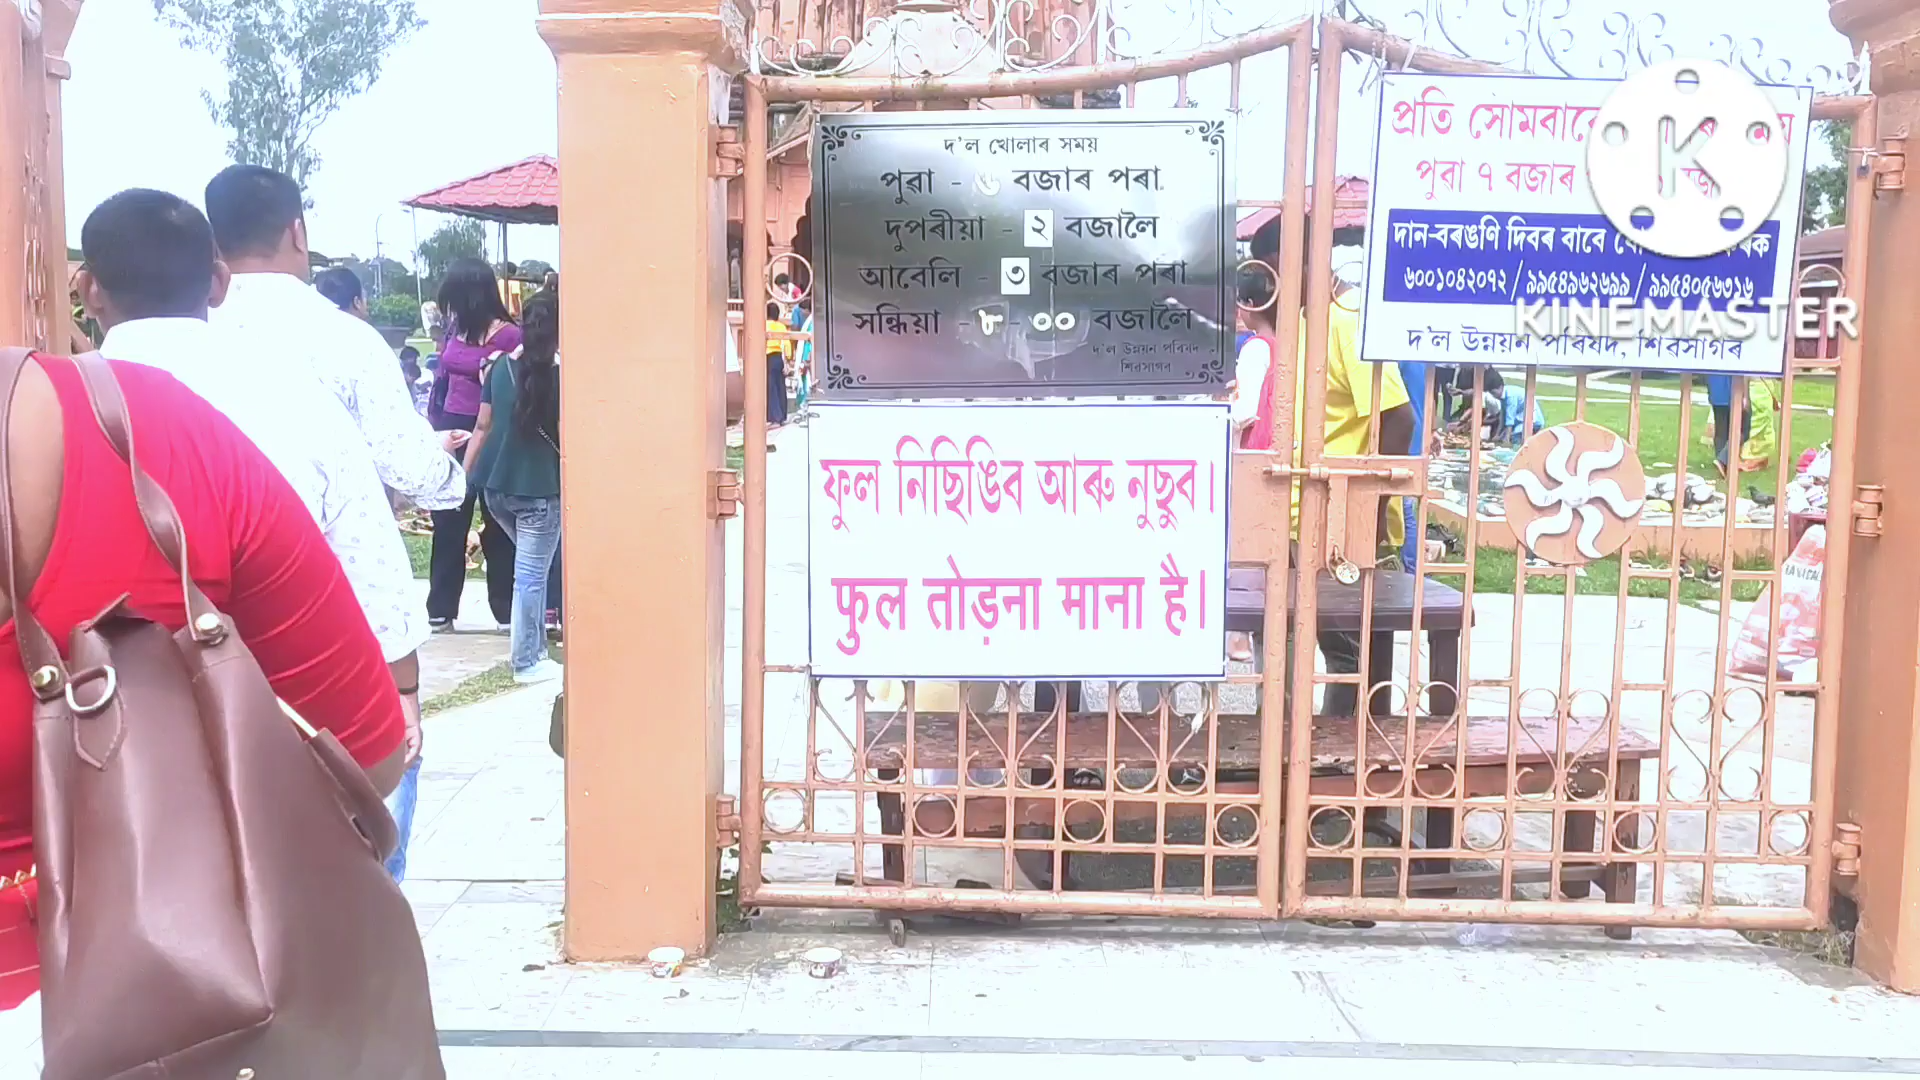 দ'ল খোলাৰ সময়
পুৱা - ৬ বজাৰ পৰা
দুপৰীয়া - ২ বজালৈ
আবেলি - ৩ বজাৰ পৰা
সন্ধিয়া - ৮-০০ বজালৈ
দ'ল উন্নয়ন পৰিষদ
শিৱসাগৰ
ফুল নিছিঙিব আৰু নুছুব।
फुल तोड़ना माना है।
প্ৰতি সোমবাৰে
পুৱা ৭ বজাৰ
দান-বৰঙণি দিবৰ বাবে
৬০০১০৪২০৭২ / ৯৯৫৪৯৬২৬৯৯ / ৯৯৫৪০৫৬৩১৬
দ'ল উন্নয়ন পৰিষদ, শিৱসাগৰ
KINEMASTER